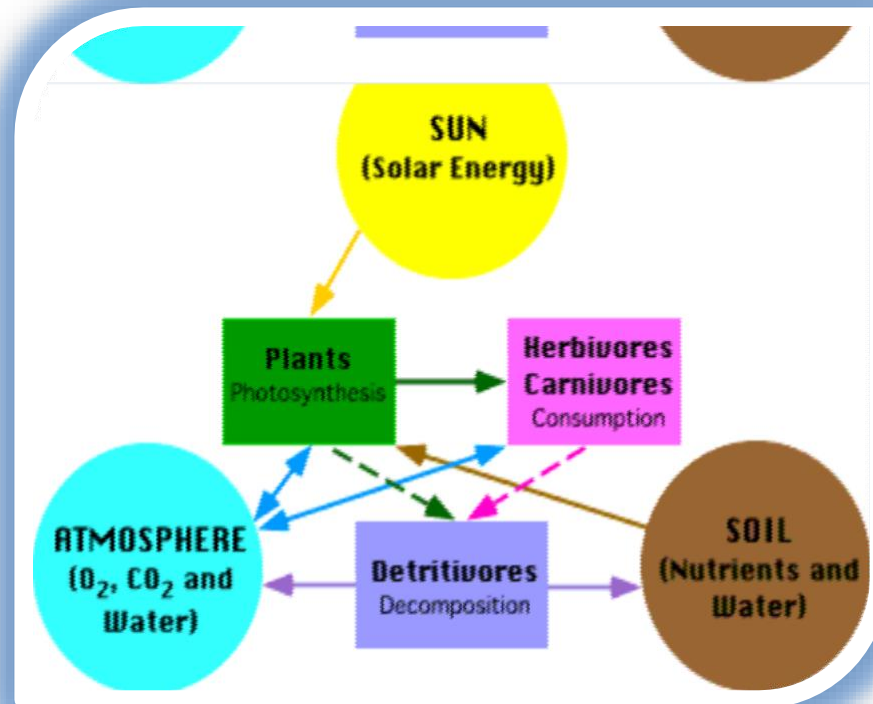 SUN
(Solar Energy)
Plants
Photosynthesis
Herbivores
Carnivores
Consumption
ATMOSPHERE
(O₂, CO₂ and
Water)
Detritivores
Decomposition
SOIL
(Nutrients and
Water)